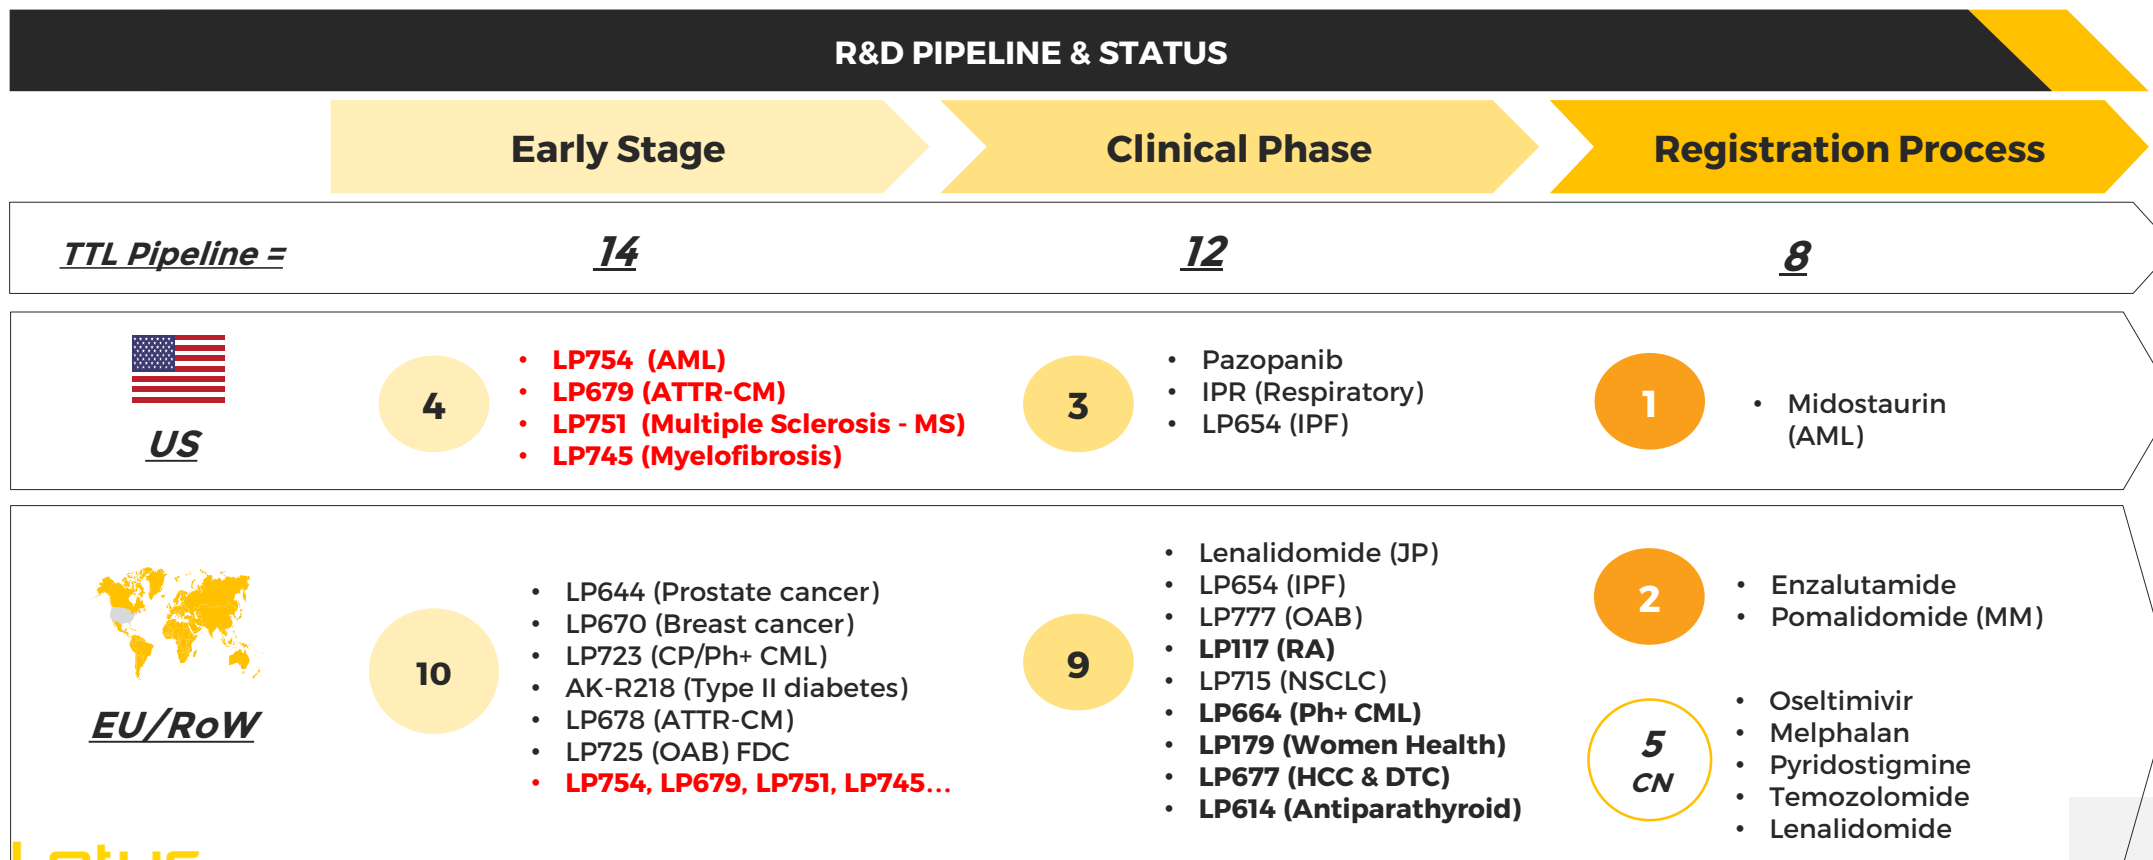 R&D PIPELINE & STATUS
Early Stage
Clinical Phase
Registration Process
TTL Pipeline =
14
12
8
US
4
• LP754 (AML)
• LP679 (ATTR-CM)
• LP751 (Multiple Sclerosis - MS)
• LP745 (Myelofibrosis)
3
• Pazopanib
• IPR (Respiratory)
• LP654 (IPF)
1
• Midostaurin
(AML)
EU/RoW
10
• LP644 (Prostate cancer)
• LP670 (Breast cancer)
• LP723 (CP/Ph+ CML)
• AK-R218 (Type II diabetes)
• LP678 (ATTR-CM)
• LP725 (OAB) FDC
• LP754, LP679, LP751, LP745...
9
• Lenalidomide (JP)
• LP654 (IPF)
• LP777 (OAB)
• LP117 (RA)
• LP715 (NSCLC)
• LP664 (Ph+ CML)
• LP179 (Women Health)
• LP677 (HCC & DTC)
• LP614 (Antiparathyroid)
2
• Enzalutamide
• Pomalidomide (MM)
5
CN
• Oseltimivir
• Melphalan
• Pyridostigmine
• Temozolomide
• Lenalidomide